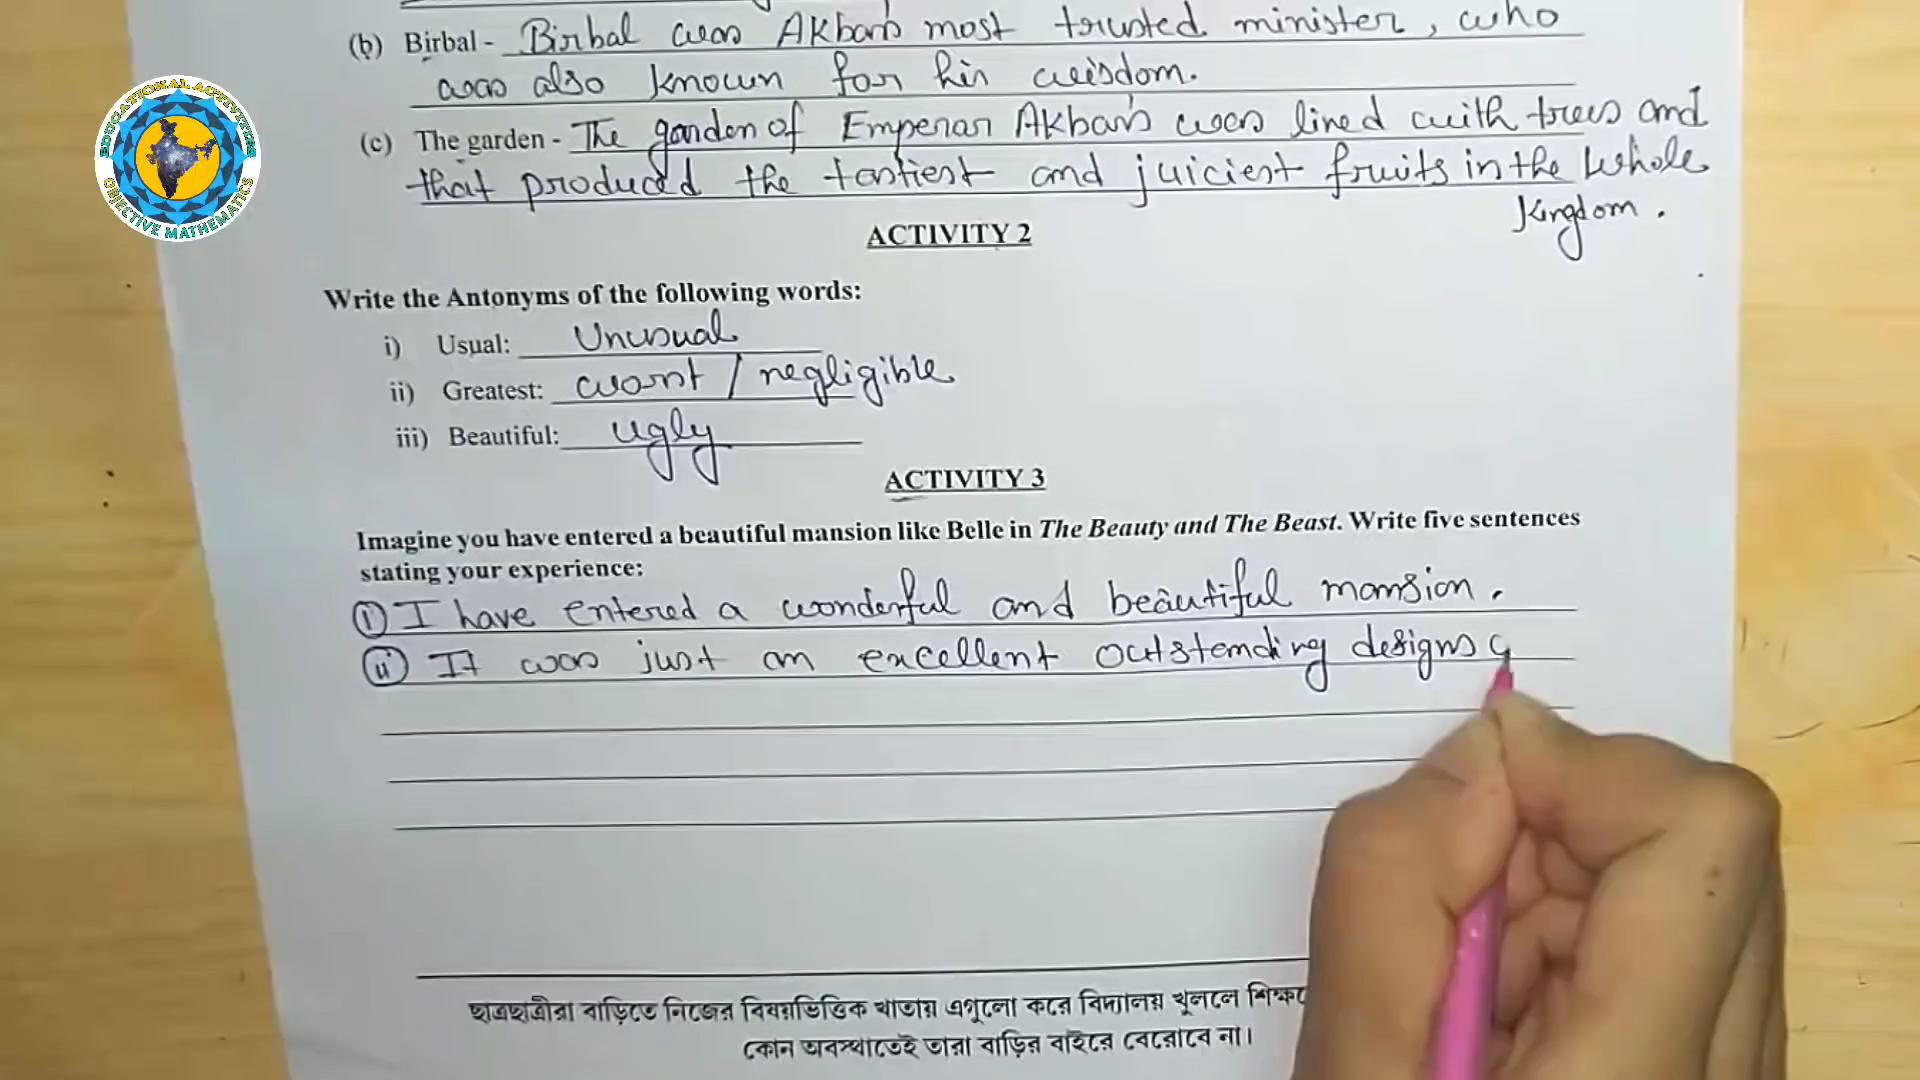 (b) Birbal - Birbal was Akbar's most trusted minister, who
was also known for his wisdom.
(c) The garden - The garden of Emperar Akbar's was lined with trees and
that produced the tastiest and juiciest fruits in the whole
Kingdom.
ACTIVITY 2
Write the Antonyms of the following words:
i) Usual: Unusual
ii) Greatest: worst / negligible
iii) Beautiful: ugly
ACTIVITY 3
Imagine you have entered a beautiful mansion like Belle in The Beauty and The Beast. Write five sentences
stating your experience:
(i) I have entered a wonderful and beautiful mansion.
(ii) It was just an excellent outstanding designs
ছাত্রছাত্রীরা বাড়িতে নিজের বিষয়ভিত্তিক খাতায় এগুলো করে বিদ্যালয় খুললে
কোন অবস্থাতেই তারা বাড়ির বাইরে বেরোবে না।
EDUCATIONAL ACTIVITES
OBJECTIVE MATHEMATICS